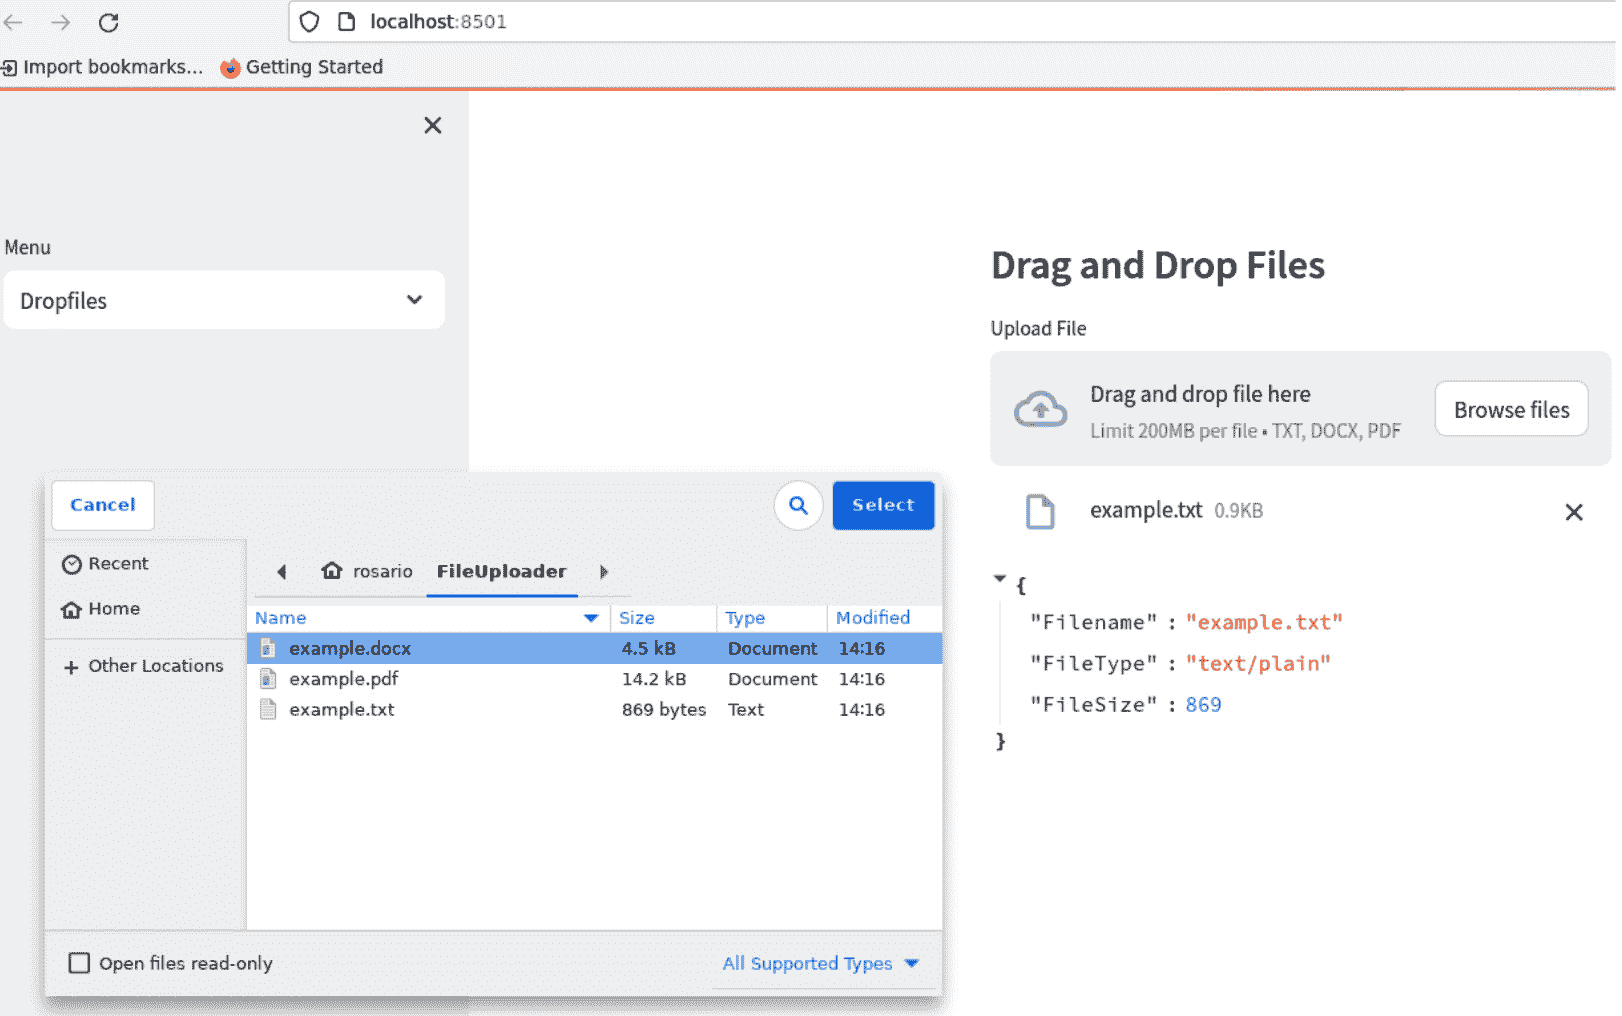 localhost:8501
Import bookmarks... Getting Started
Menu
Dropfiles
Drag and Drop Files
Upload File
Drag and drop file here
Limit 200MB per file • TXT, DOCX, PDF
Browse files
example.txt 0.9KB
{
"Filename" : "example.txt"
"FileType" : "text/plain"
"FileSize" : 869
}
Cancel
Select
Recent
Home
+ Other Locations
rosario FileUploader
Name Size Type Modified
example.docx 4.5 kB Document 14:16
example.pdf 14.2 kB Document 14:16
example.txt 869 bytes Text 14:16
Open files read-only
All Supported Types